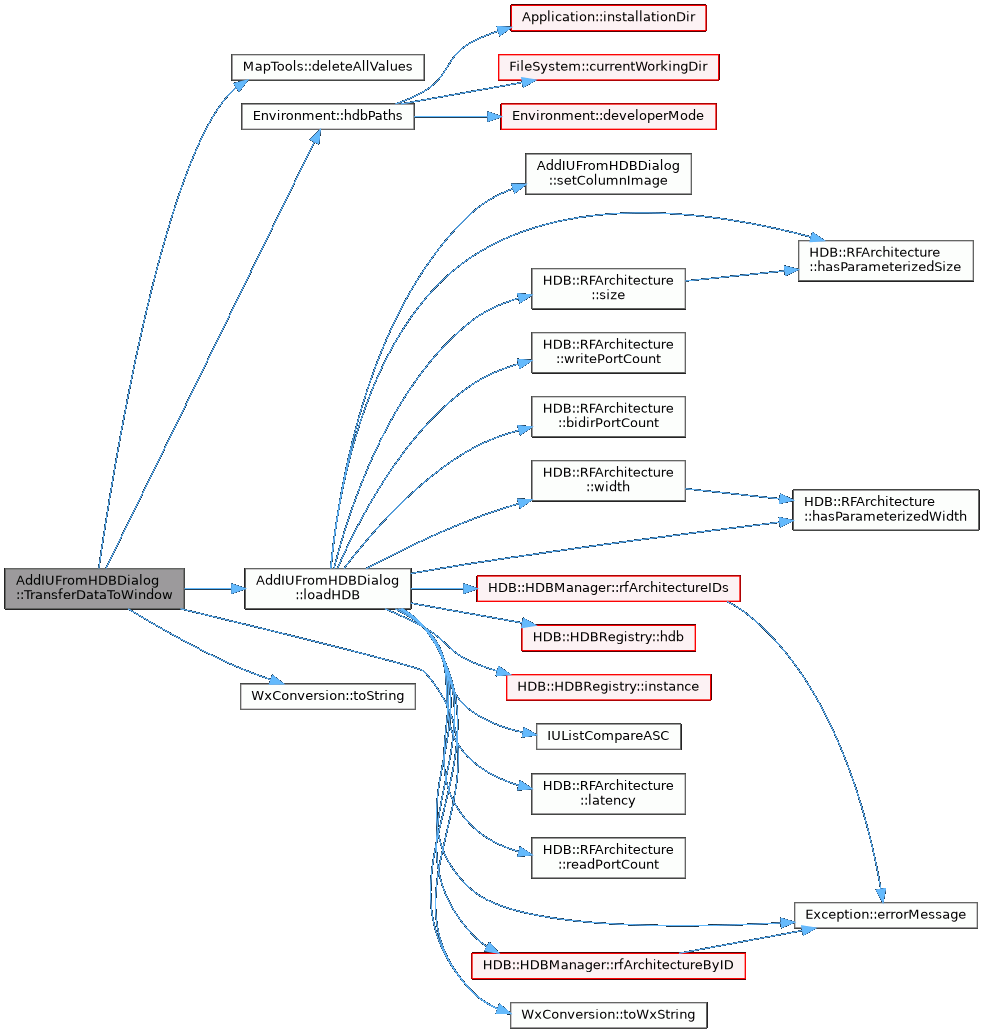 Application::installationDir
MapTools::deleteAllValues
FileSystem::currentWorkingDir
Environment::hdbPaths
Environment::developerMode
AddIUFromHDBDialog
::setColumnImage
HDB::RFArchitecture
::hasParameterizedSize
HDB::RFArchitecture
::size
HDB::RFArchitecture
::writePortCount
HDB::RFArchitecture
::bidirPortCount
HDB::RFArchitecture
::width
HDB::RFArchitecture
::hasParameterizedWidth
AddIUFromHDBDialog
::TransferDataToWindow
AddIUFromHDBDialog
::loadHDB
HDB::HDBManager::rfArchitectureIDs
HDB::HDBRegistry::hdb
HDB::HDBRegistry::instance
WxConversion::toString
IUListCompareASC
HDB::RFArchitecture
::latency
HDB::RFArchitecture
::readPortCount
Exception::errorMessage
HDB::HDBManager::rfArchitectureByID
WxConversion::toWxString